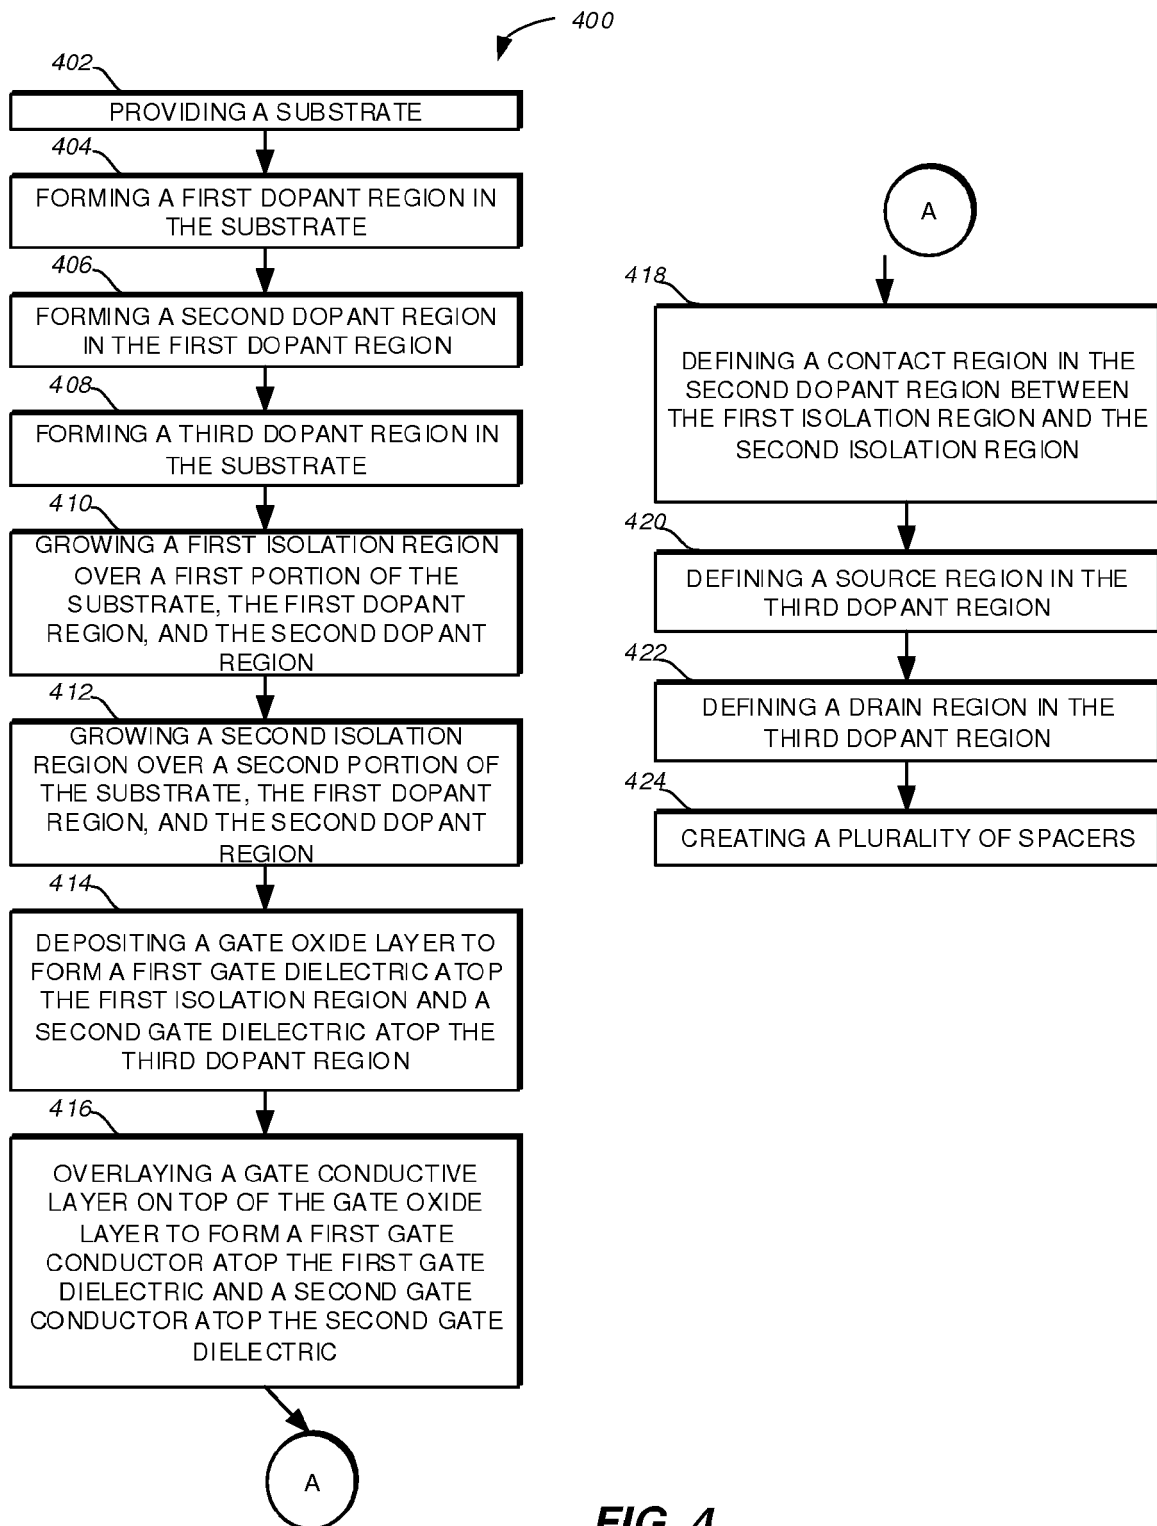 400
402
PROVIDING A SUBSTRATE
404
FORMING A FIRST DOPANT REGION IN
THE SUBSTRATE
406
FORMING A SECOND DOPANT REGION
IN THE FIRST DOPANT REGION
408
FORMING A THIRD DOPANT REGION IN
THE SUBSTRATE
410
GROWING A FIRST ISOLATION REGION
OVER A FIRST PORTION OF THE
SUBSTRATE, THE FIRST DOPANT
REGION, AND THE SECOND DOPANT
REGION
412
GROWING A SECOND ISOLATION
REGION OVER A SECOND PORTION OF
THE SUBSTRATE, THE FIRST DOPANT
REGION, AND THE SECOND DOPANT
REGION
414
DEPOSITING A GATE OXIDE LAYER TO
FORM A FIRST GATE DIELECTRIC ATOP
THE FIRST ISOLATION REGION AND A
SECOND GATE DIELECTRIC ATOP THE
THIRD DOPANT REGION
416
OVERLAYING A GATE CONDUCTIVE
LAYER ON TOP OF THE GATE OXIDE
LAYER TO FORM A FIRST GATE
CONDUCTOR ATOP THE FIRST GATE
DIELECTRIC AND A SECOND GATE
CONDUCTOR ATOP THE SECOND GATE
DIELECTRIC
A
A
418
DEFINING A CONTACT REGION IN THE
SECOND DOPANT REGION BETWEEN
THE FIRST ISOLATION REGION AND THE
SECOND ISOLATION REGION
420
DEFINING A SOURCE REGION IN THE
THIRD DOPANT REGION
422
DEFINING A DRAIN REGION IN THE
THIRD DOPANT REGION
424
CREATING A PLURALITY OF SPACERS
FIG. 4